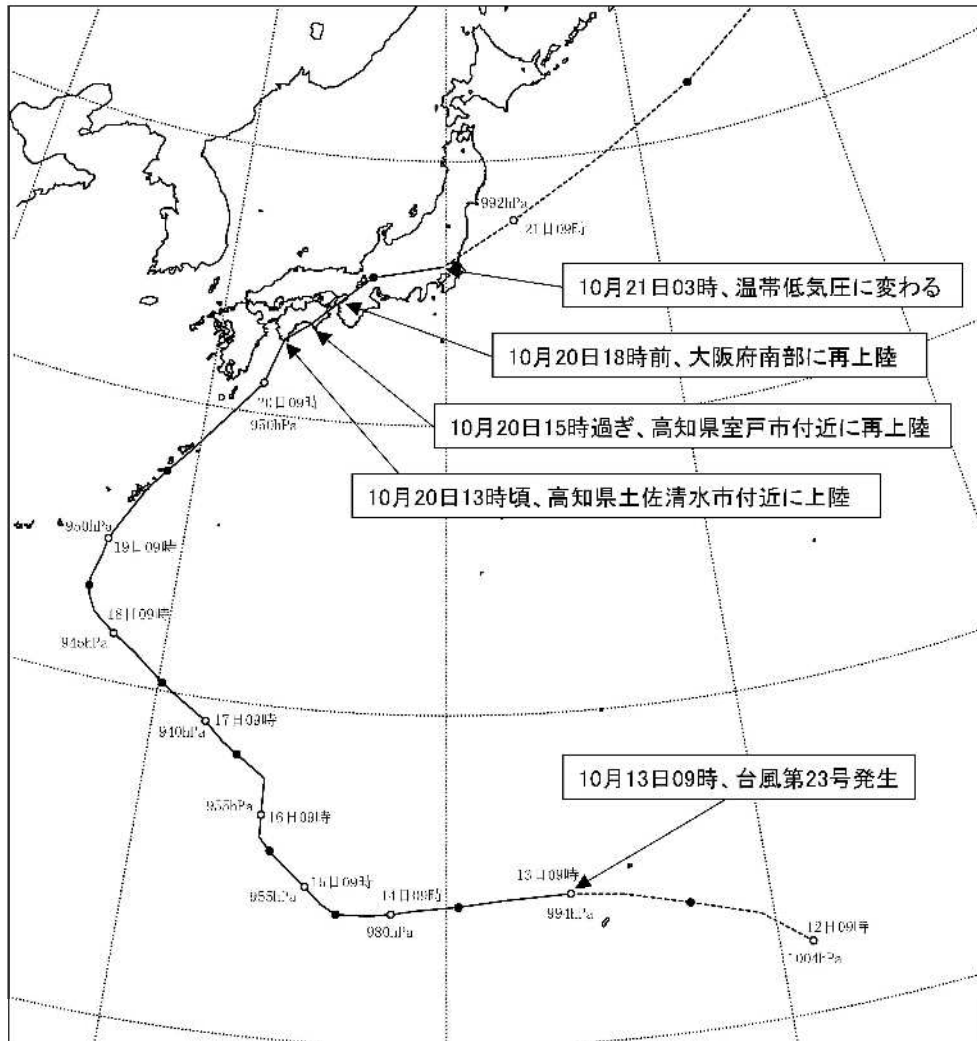 992hPa
21日09時
10月21日03時、温帯低気圧に変わる
10月20日18時前、大阪府南部に再上陸
20日09時
950hPa
10月20日15時過ぎ、高知県室戸市付近に再上陸
10月20日13時頃、高知県土佐清水市付近に上陸
950hPa
19日09時
18日09時
945hPa
17日09時
940hPa
10月13日09時、台風第23号発生
955hPa
16日09時
15日09時
955hPa
14日09時
980hPa
13日09時
994hPa
12日09時
1004hPa